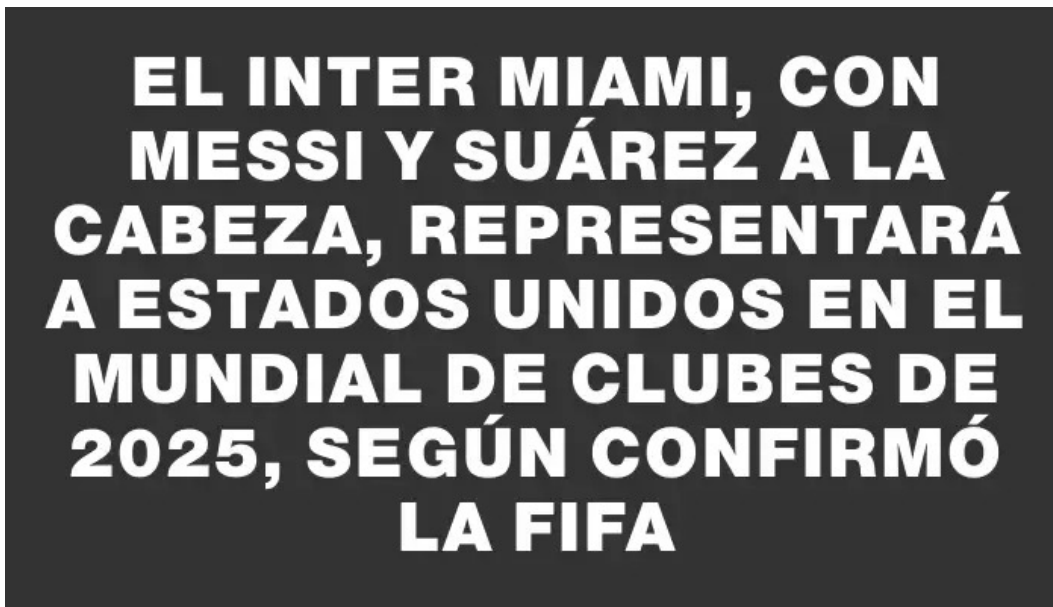 EL INTER MIAMI, CON
MESSI Y SUÁREZ A LA
CABEZA, REPRESENTARÁ
A ESTADOS UNIDOS EN EL
MUNDIAL DE CLUBES DE
2025, SEGÚN CONFIRMÓ
LA FIFA